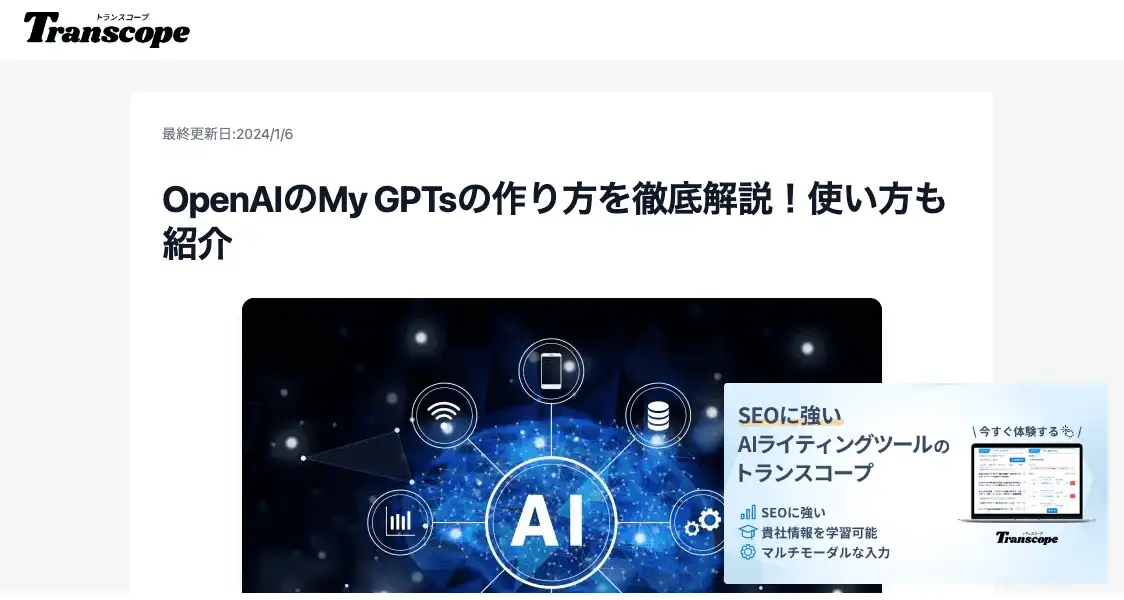 トランスコープ
Transcope
最終更新日:2024/1/6
OpenAIのMy GPTsの作り方を徹底解説！使い方も
紹介
AI
SEOに強い
AIライティングツールの
トランスコープ
SEOに強い
貴社情報を学習可能
マルチモーダルな入力
\ 今すぐ体験する /
トランスコープ
Transcope